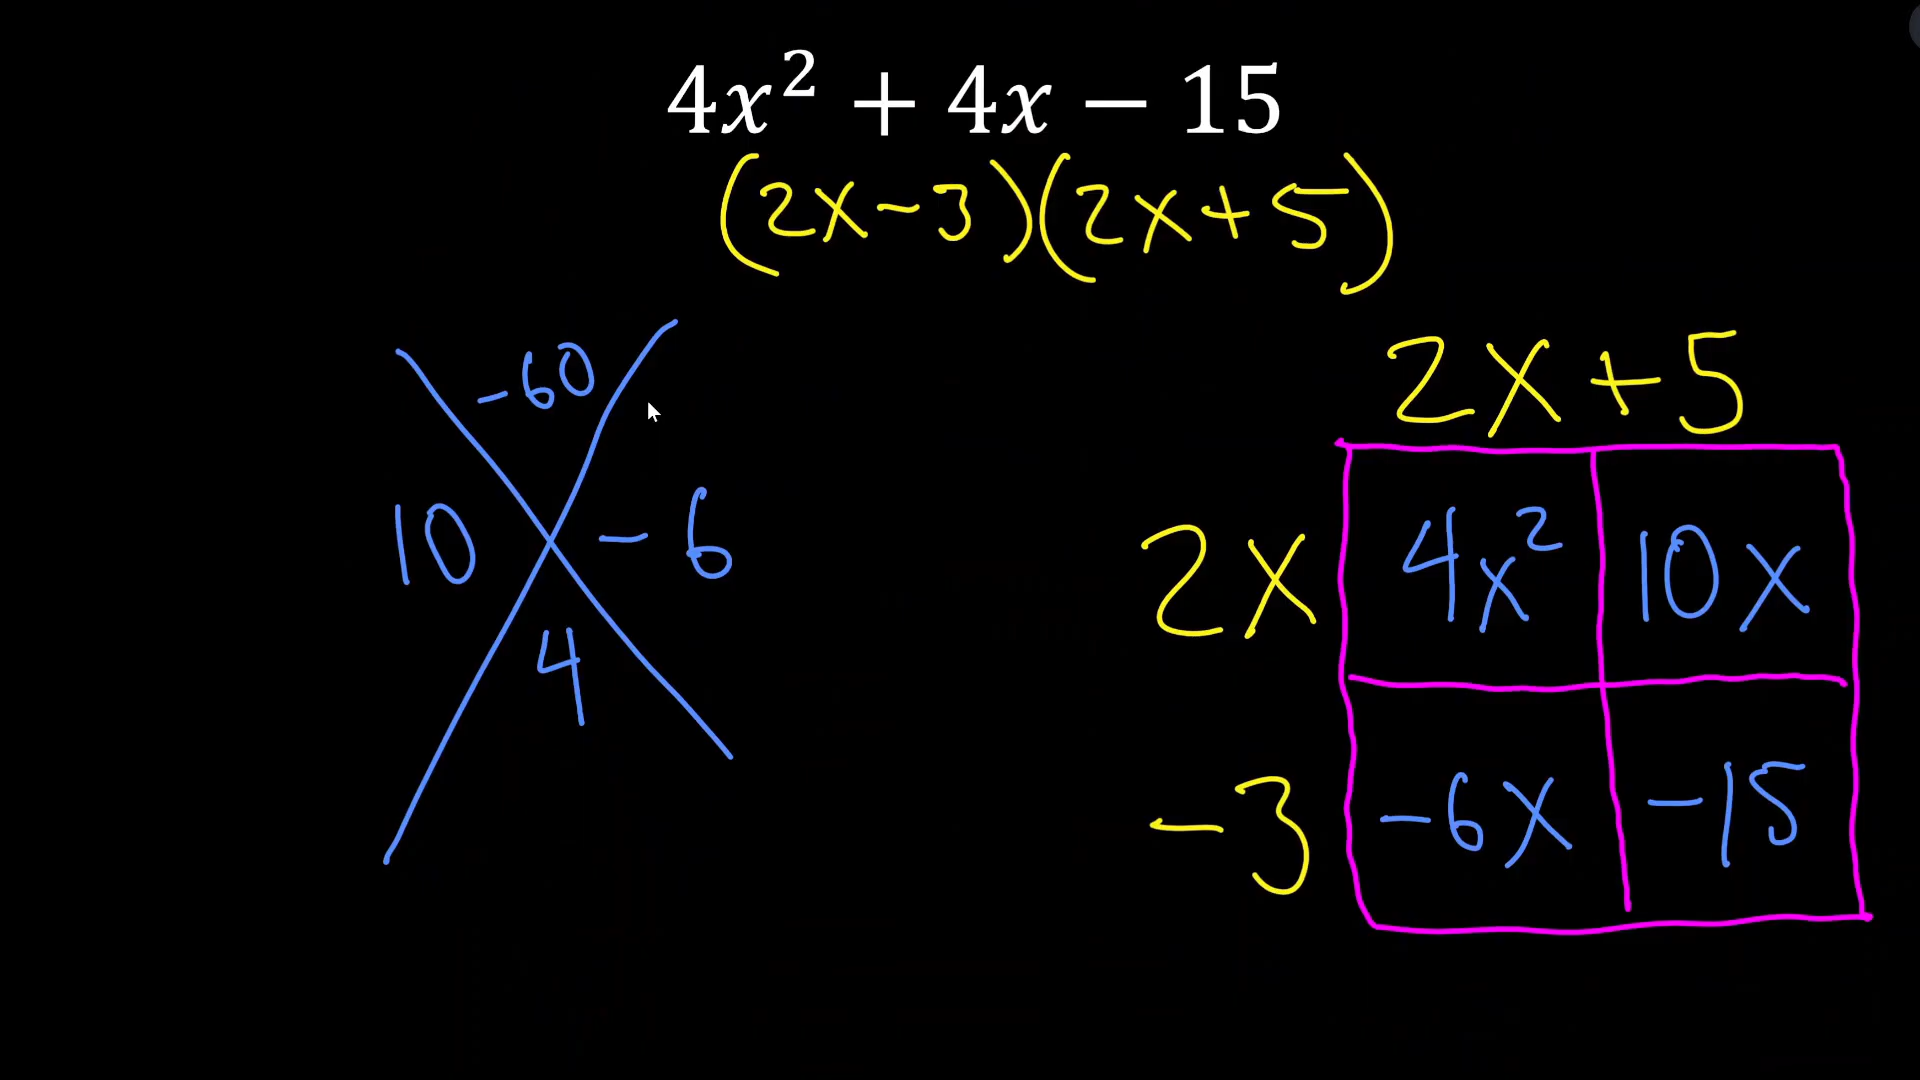 4x² + 4x − 15
(2x-3)(2x+5)
-60
10 -6
4
2x+5
2x 4x² 10x
-3 -6x -15